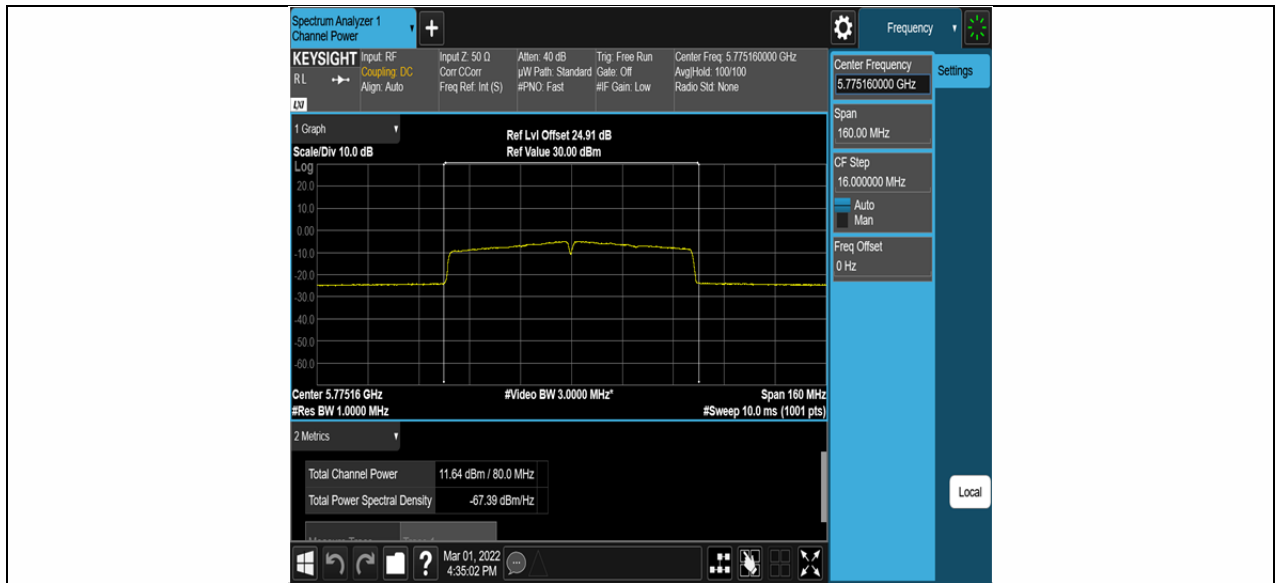 Spectrum Analyzer 1
Channel Power
+
Frequency
KEYSIGHT
RL
LXI
Input: RF
Coupling: DC
Align: Auto
Input Z: 50 Ω
Corr CCorr
Freq Ref: Int (S)
Atten: 40 dB
µW Path: Standard
#PNO: Fast
Trig: Free Run
Gate: Off
#IF Gain: Low
Center Freq: 5.775160000 GHz
Avg|Hold: 100/100
Radio Std: None
Center Frequency
5.775160000 GHz
Settings
Span
160.00 MHz
CF Step
16.000000 MHz
Auto
Man
Freq Offset
0 Hz
Local
1 Graph
Scale/Div 10.0 dB
Ref Lvl Offset 24.91 dB
Ref Value 30.00 dBm
Log
20.0
10.0
0.00
-10.0
-20.0
-30.0
-40.0
-50.0
-60.0
Center 5.77516 GHz
#Res BW 1.0000 MHz
#Video BW 3.0000 MHz*
Span 160 MHz
#Sweep 10.0 ms (1001 pts)
2 Metrics
Total Channel Power 11.64 dBm / 80.0 MHz
Total Power Spectral Density -67.39 dBm/Hz
?
Mar 01, 2022
4:35:02 PM